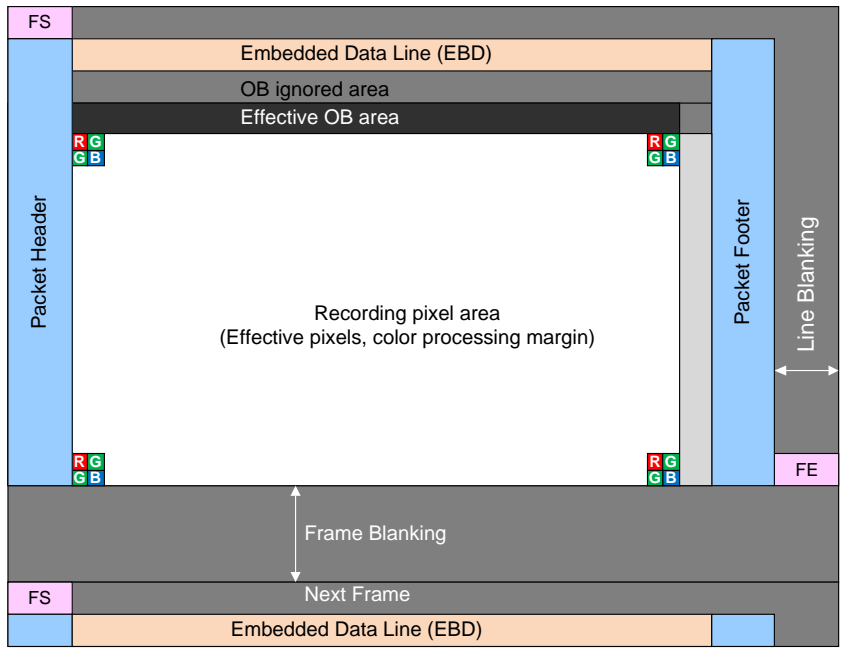 FS
Embedded Data Line (EBD)
OB ignored area
Effective OB area
R G
G B
R G
G B
Packet Header
Recording pixel area
(Effective pixels, color processing margin)
Packet Footer
Line Blanking
R G
G B
R G
G B
FE
Frame Blanking
FS
Next Frame
Embedded Data Line (EBD)